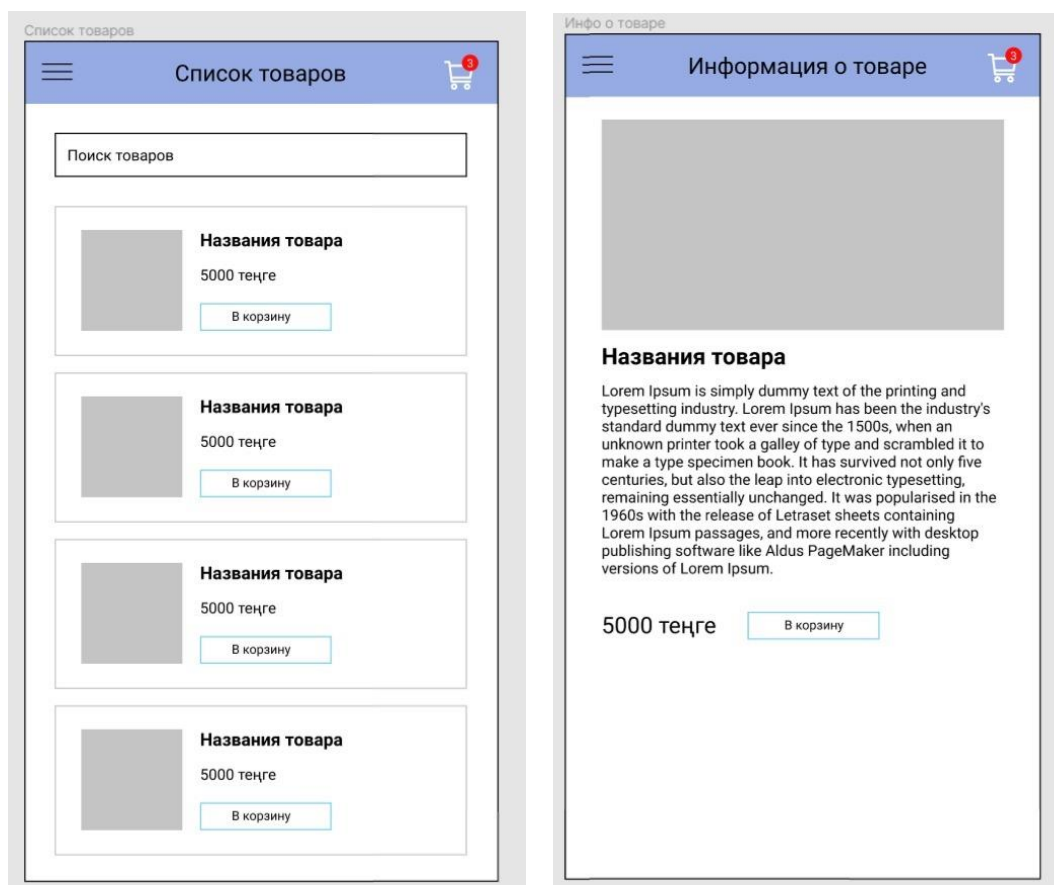 Список товаров
Список товаров
3
Поиск товаров
Названия товара
5000 теңге
В корзину
Названия товара
5000 теңге
В корзину
Названия товара
5000 теңге
В корзину
Названия товара
5000 теңге
В корзину
Инфо о товаре
Информация о товаре
3
Названия товара
Lorem Ipsum is simply dummy text of the printing and
typesetting industry. Lorem Ipsum has been the industry's
standard dummy text ever since the 1500s, when an
unknown printer took a galley of type and scrambled it to
make a type specimen book. It has survived not only five
centuries, but also the leap into electronic typesetting,
remaining essentially unchanged. It was popularised in the
1960s with the release of Letraset sheets containing
Lorem Ipsum passages, and more recently with desktop
publishing software like Aldus PageMaker including
versions of Lorem Ipsum.
5000 теңге
В корзину